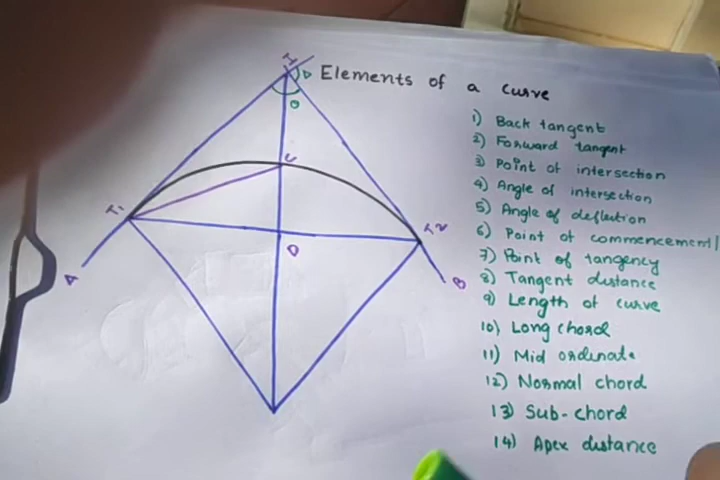 I
D
θ
Elements of a curve
C
T1
T2
D
A
B
1) Back tangent
2) Forward tangent
3) Point of intersection
4) Angle of intersection
5) Angle of deflection
6) Point of commencement
7) Point of tangency
8) Tangent distance
9) Length of curve
10) Long chord
11) Mid ordinate
12) Normal chord
13) Sub-chord
14) Apex distance